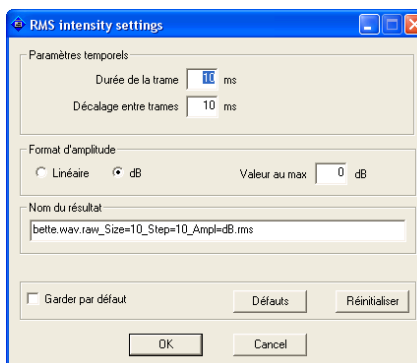 RMS intensity settings
Paramètres temporels
Durée de la trame 10 ms
Décalage entre trames 10 ms
Format d'amplitude
Linéaire dB Valeur au max 0 dB
Nom du résultat
bette.wav.raw_Size=10_Step=10_Ampl=dB.rms
Garder par défaut Défauts Réinitialiser
OK Cancel